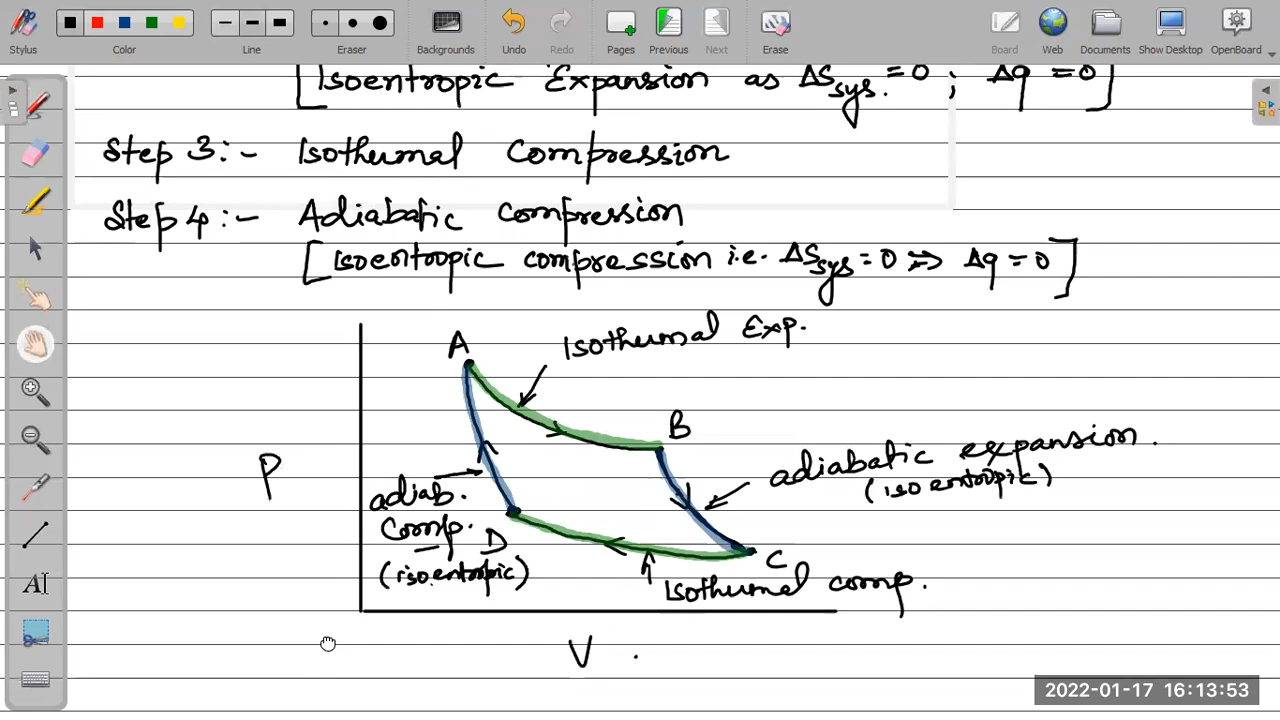 Color Line Eraser
Stylus Backgrounds Undo Redo Pages Previous Next Erase Board Web Documents Show Desktop OpenBoard
[Isoentropic Expansion as ΔSsys. = 0 ; Δq = 0]
Step 3:- Isothermal Compression
Step 4:- Adiabatic Compression
[Isoentropic compression i.e. ΔSsys = 0 => Δq = 0]
A Isothermal Exp.
B
P
adiabatic expansion.
(isoentropic)
adiab.
Comp. D
(isoentropic)
C
Isothermal comp.
V .
2022-01-17 16:13:53